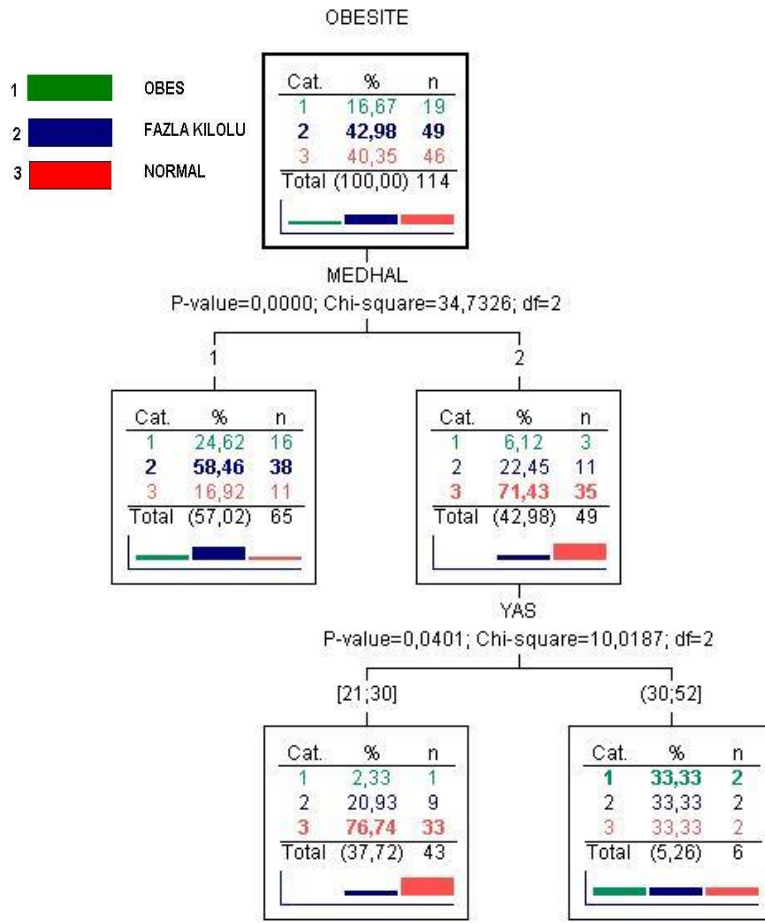 OBESITE
1 OBES
2 FAZLA KILOLU
3 NORMAL
Cat. % n
1 16,67 19
2 42,98 49
3 40,35 46
Total (100,00) 114
MEDHAL
P-value=0,0000; Chi-square=34,7326; df=2
1
2
Cat. % n
1 24,62 16
2 58,46 38
3 16,92 11
Total (57,02) 65
Cat. % n
1 6,12 3
2 22,45 11
3 71,43 35
Total (42,98) 49
YAS
P-value=0,0401; Chi-square=10,0187; df=2
[21;30]
(30;52]
Cat. % n
1 2,33 1
2 20,93 9
3 76,74 33
Total (37,72) 43
Cat. % n
1 33,33 2
2 33,33 2
3 33,33 2
Total (5,26) 6